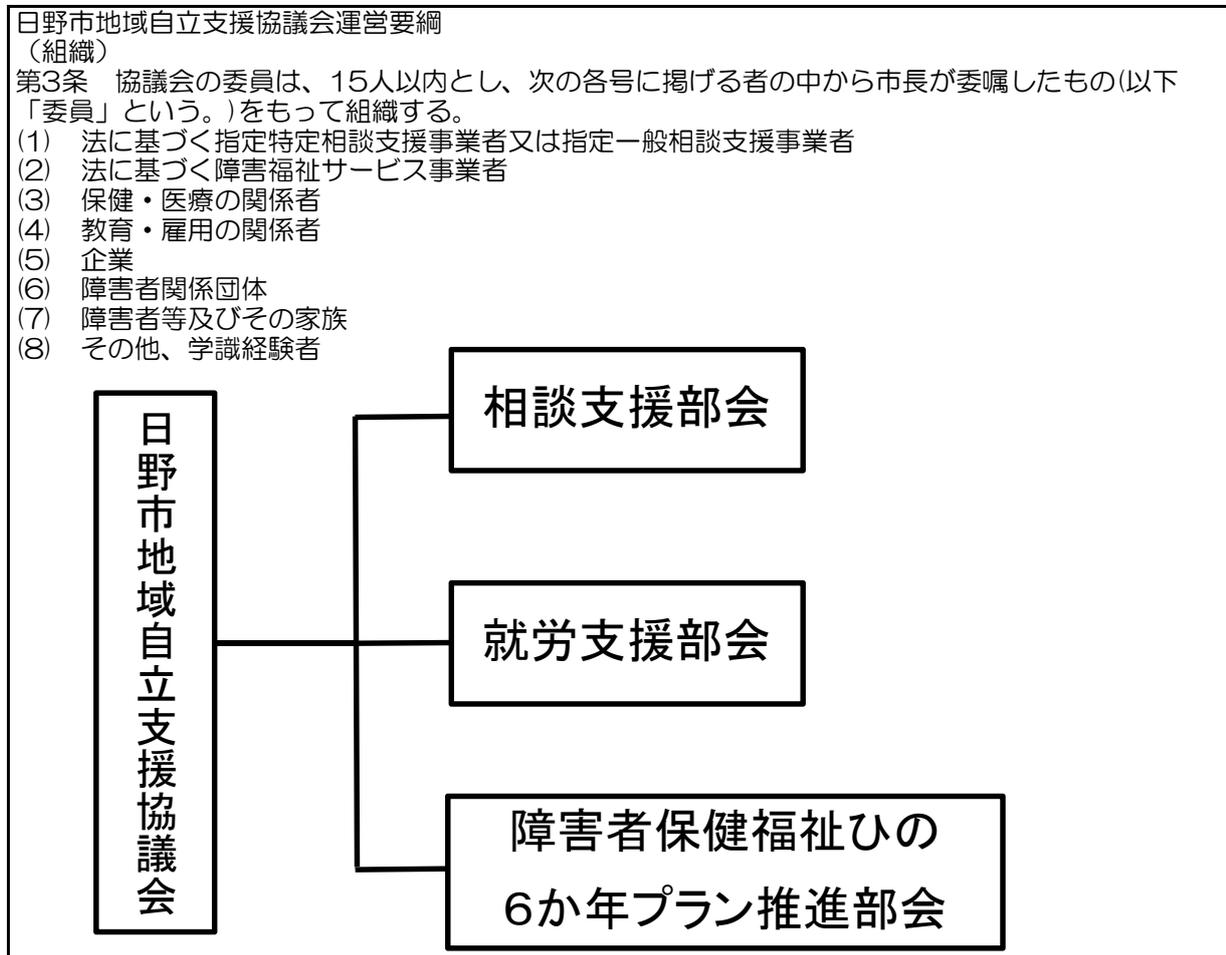 日野市地域自立支援協議会運営要綱
（組織）
第3条　協議会の委員は、15人以内とし、次の各号に掲げる者の中から市長が委嘱したもの(以下
「委員」という。)をもって組織する。
(1)　法に基づく指定特定相談支援事業者又は指定一般相談支援事業者
(2)　法に基づく障害福祉サービス事業者
(3)　保健・医療の関係者
(4)　教育・雇用の関係者
(5)　企業
(6)　障害者関係団体
(7)　障害者等及びその家族
(8)　その他、学識経験者
日野市地域自立支援協議会
相談支援部会
就労支援部会
障害者保健福祉ひの
6か年プラン推進部会